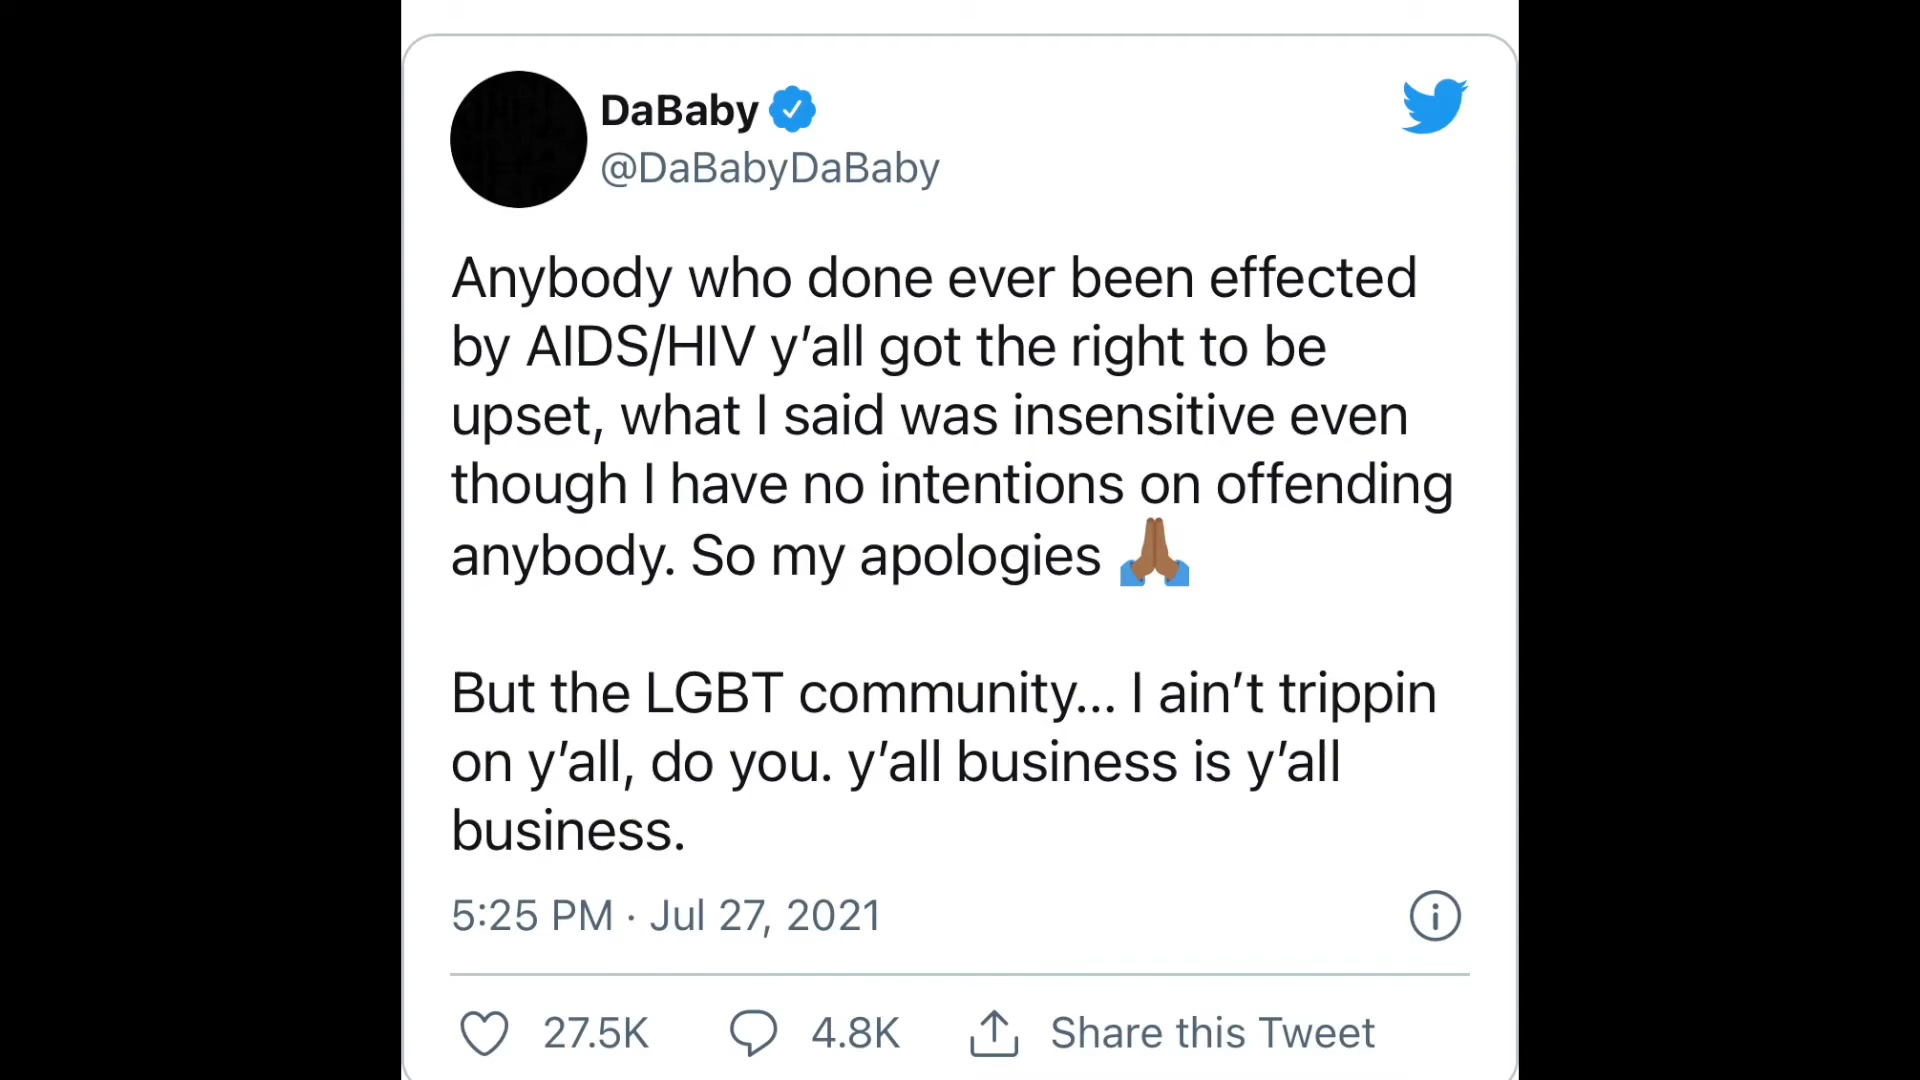 DaBaby
@DaBabyDaBaby
Anybody who done ever been effected
by AIDS/HIV y’all got the right to be
upset, what I said was insensitive even
though I have no intentions on offending
anybody. So my apologies 🙏🏾
But the LGBT community... I ain’t trippin
on y’all, do you. y’all business is y’all
business.
5:25 PM · Jul 27, 2021
27.5K 4.8K Share this Tweet